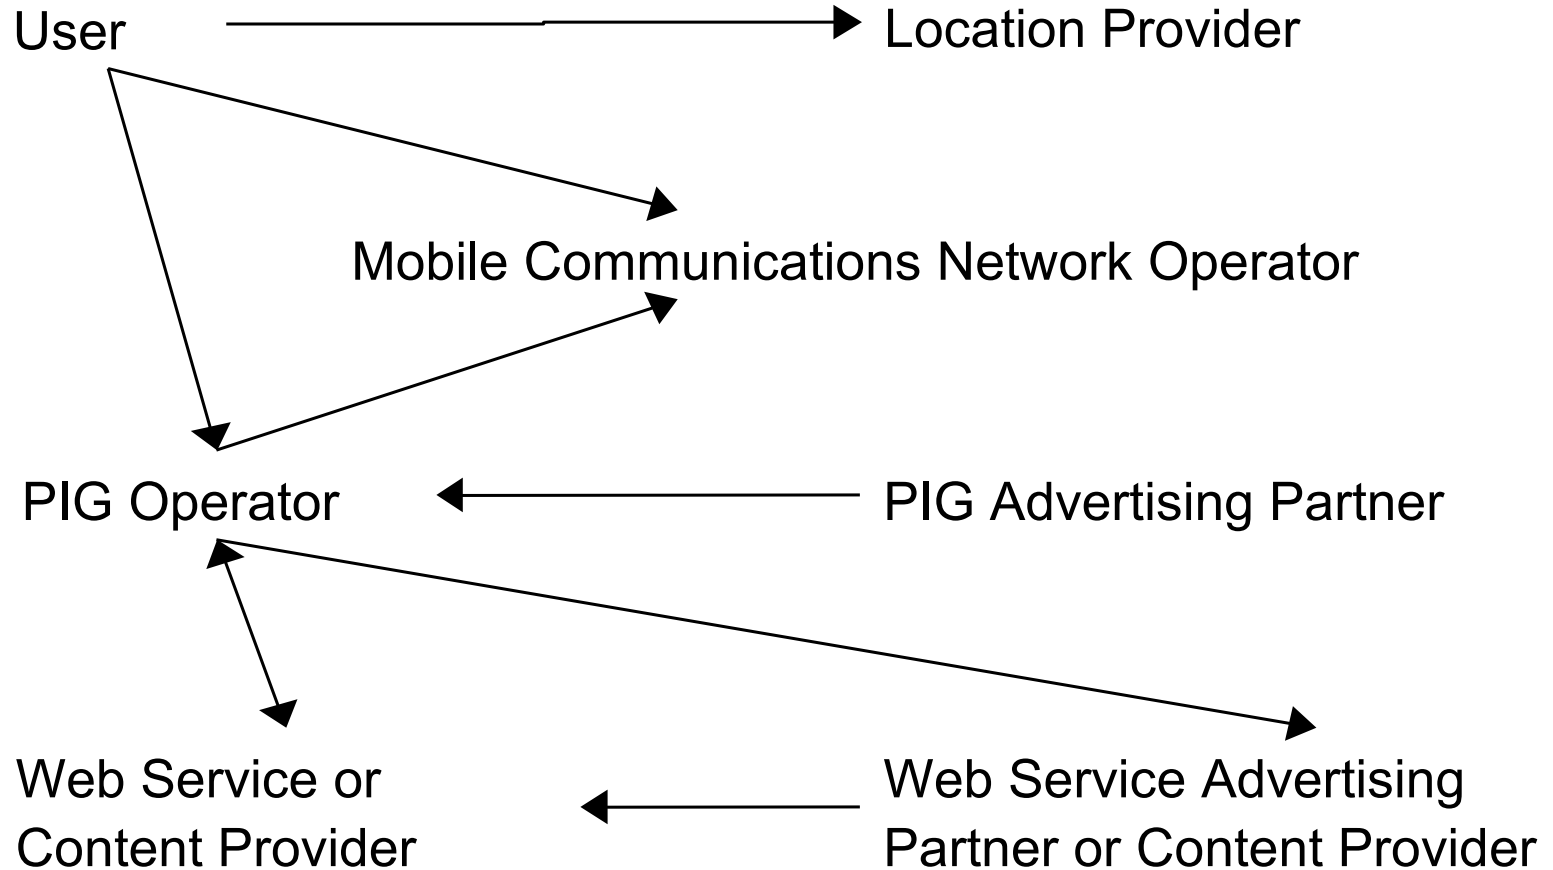 User
Location Provider
Mobile Communications Network Operator
PIG Operator
PIG Advertising Partner
Web Service or
Content Provider
Web Service Advertising
Partner or Content Provider